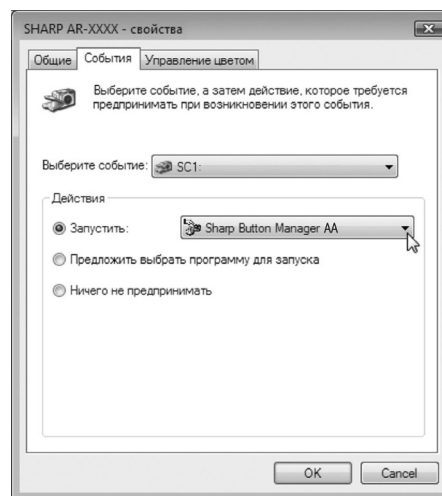 SHARP AR-XXXX - свойства
Общие События Управление цветом
Выберите событие, а затем действие, которое требуется
предпринимать при возникновении этого события.
Выберите событие: SC1:
Действия
Запустить: Sharp Button Manager AA
Предложить выбрать программу для запуска
Ничего не предпринимать
OK Cancel